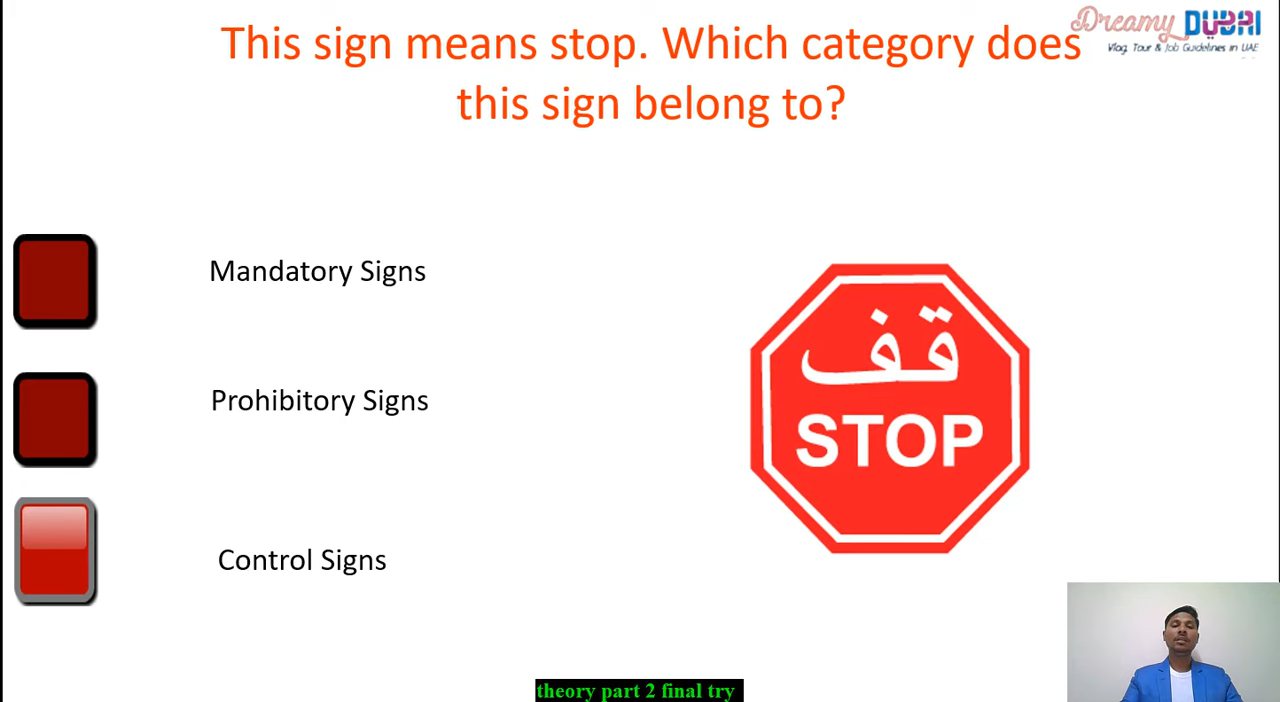 This sign means stop. Which category does
this sign belong to?
Dreamy DUBAI
Vlog, Tour & Job Guidelines in UAE
Mandatory Signs
Prohibitory Signs
Control Signs
قف
STOP
theory part 2 final try